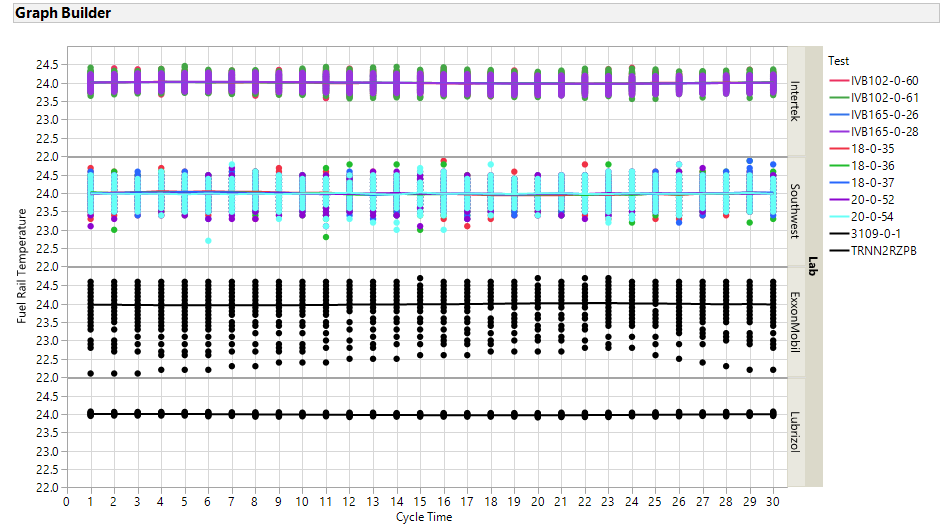 Graph Builder
Fuel Rail Temperature
24.5
24.0
23.5
23.0
22.5
22.0
Intertek
24.5
24.0
23.5
23.0
22.5
22.0
Southwest
24.5
24.0
23.5
23.0
22.5
22.0
ExxonMobil
24.5
24.0
23.5
23.0
22.5
22.0
Lubrizol
Lab
0 1 2 3 4 5 6 7 8 9 10 11 12 13 14 15 16 17 18 19 20 21 22 23 24 25 26 27 28 29 30
Cycle Time
Test
IVB102-0-60
IVB102-0-61
IVB165-0-26
IVB165-0-28
18-0-35
18-0-36
18-0-37
20-0-52
20-0-54
3109-0-1
TRNN2RZPB